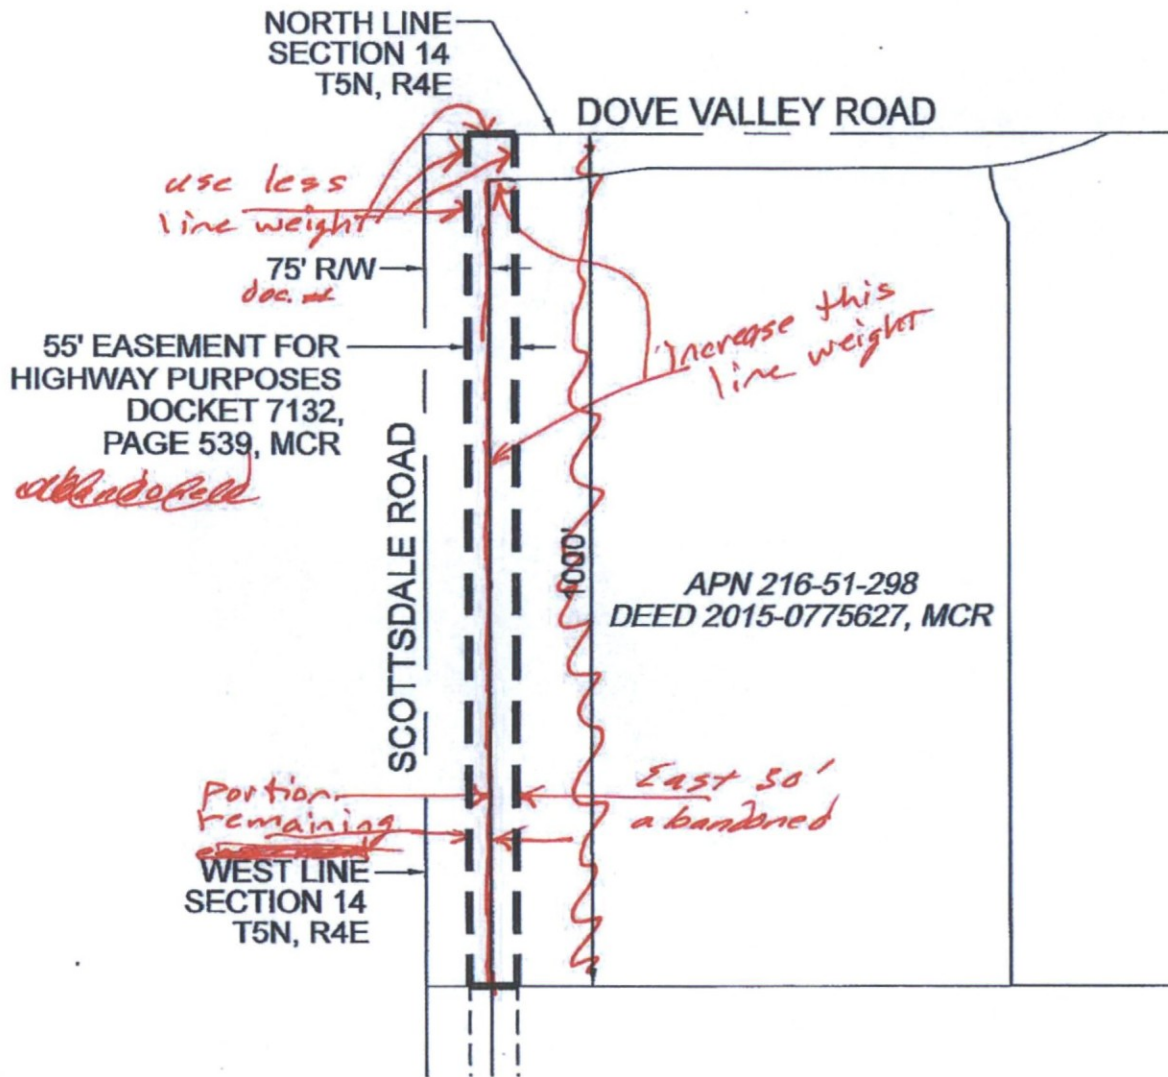 NORTH LINE
SECTION 14
T5N, R4E
DOVE VALLEY ROAD
use less
line weight
75' R/W
doc. #
increase this
line weight
55' EASEMENT FOR
HIGHWAY PURPOSES
DOCKET 7132,
PAGE 539, MCR
SCOTTSDALE ROAD
1000'
APN 216-51-298
DEED 2015-0775627, MCR
Portion
remaining
East 30'
abandoned
WEST LINE
SECTION 14
T5N, R4E